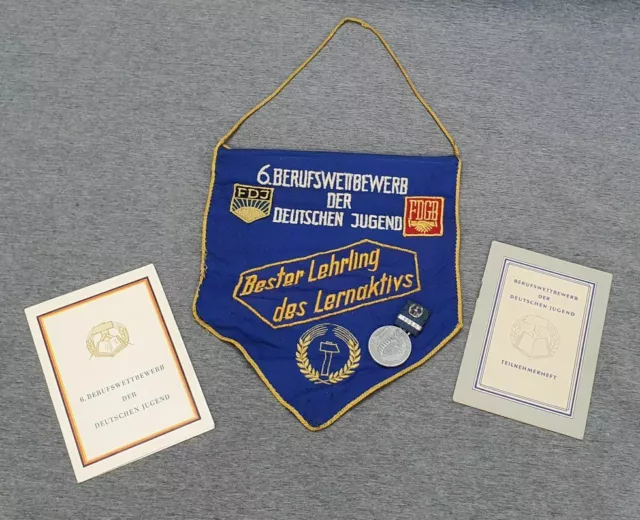 6. BERUFSWETTBEWERB
DER
DEUTSCHEN JUGEND
FDJ
FDGB
Bester Lehrling
des Lernaktivs
6. BERUFSWETTBEWERB
DER
DEUTSCHEN JUGEND
BERUFSWETTBEWERB
DER
DEUTSCHEN JUGEND
TEILNEHMERHEFT